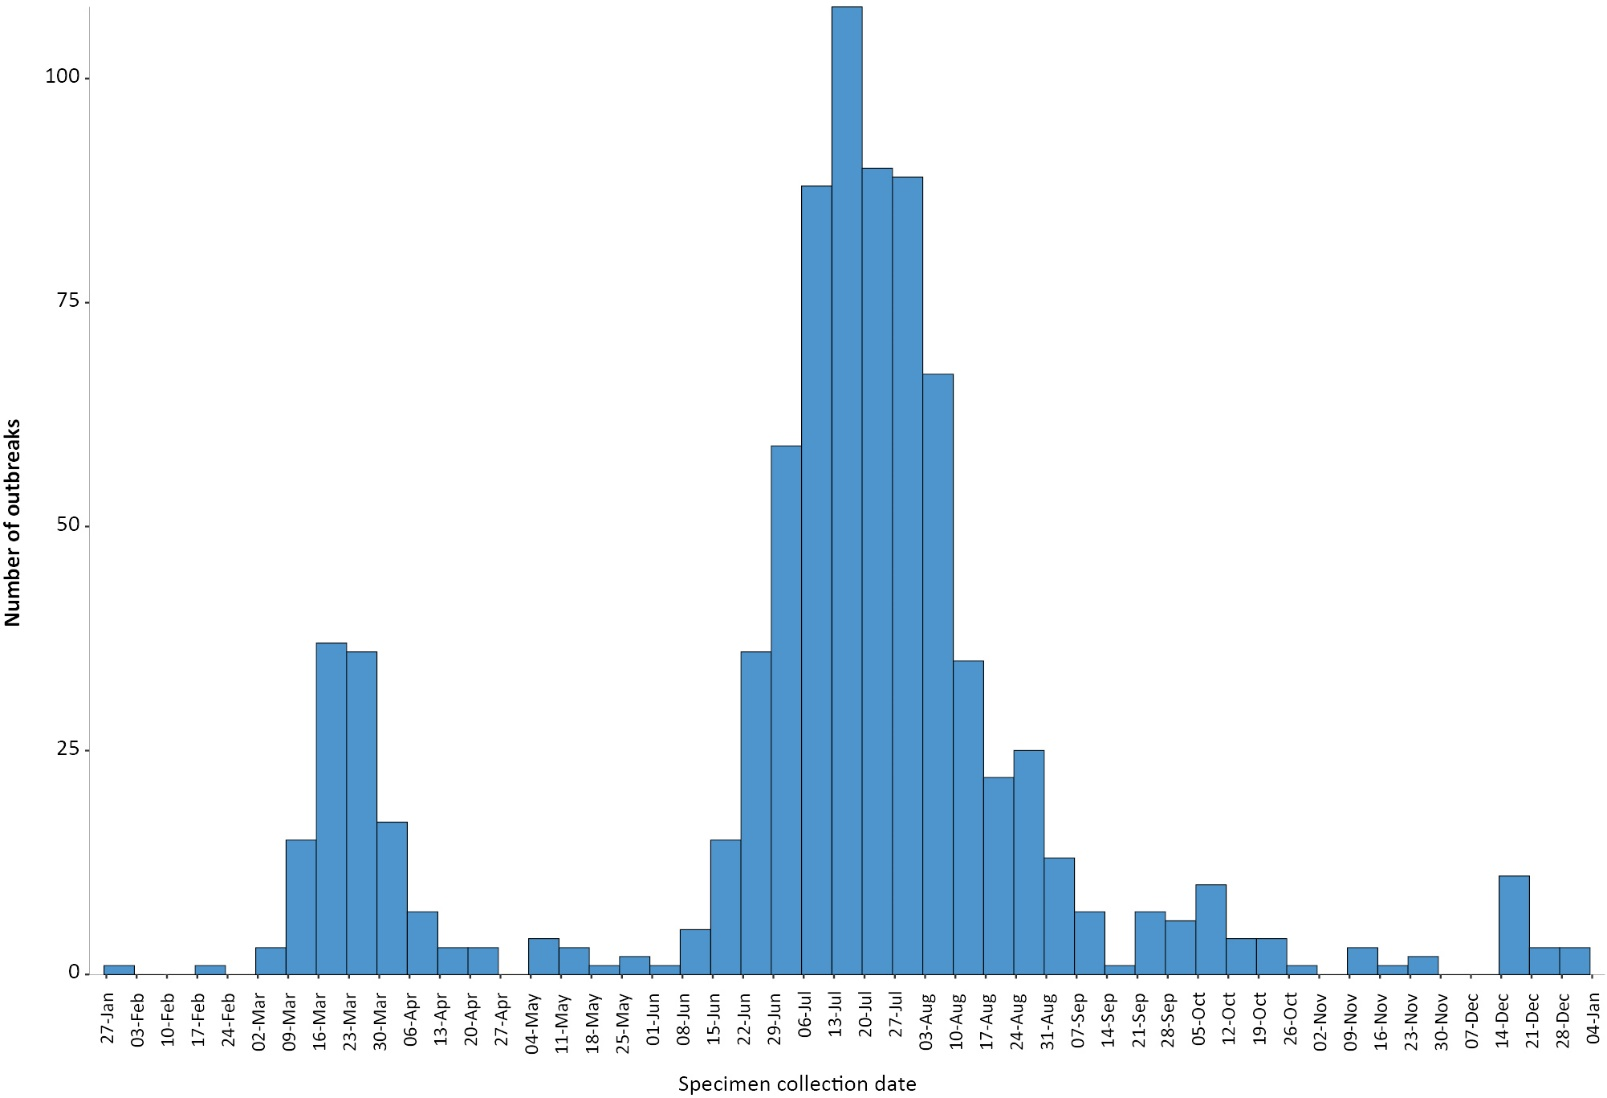 Number of outbreaks
100
75
50
25
0
27-Jan
03-Feb
10-Feb
17-Feb
24-Feb
02-Mar
09-Mar
16-Mar
23-Mar
30-Mar
06-Apr
13-Apr
20-Apr
27-Apr
04-May
11-May
18-May
25-May
01-Jun
08-Jun
15-Jun
22-Jun
29-Jun
06-Jul
13-Jul
20-Jul
27-Jul
03-Aug
10-Aug
17-Aug
24-Aug
31-Aug
07-Sep
14-Sep
21-Sep
28-Sep
05-Oct
12-Oct
19-Oct
26-Oct
02-Nov
09-Nov
16-Nov
23-Nov
30-Nov
07-Dec
14-Dec
21-Dec
28-Dec
04-Jan
Specimen collection date